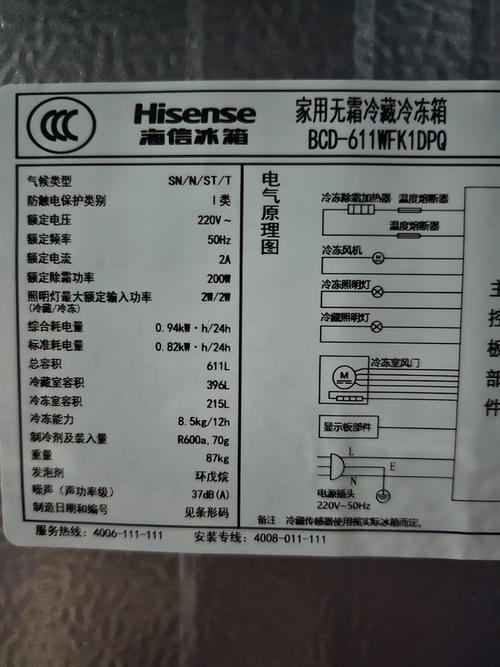 CCC
Hisense
海信冰箱
家用无霜冷藏冷冻箱
BCD-611WFK1DPQ
气候类型 SN/N/ST/T
防触电保护类别 I 类
额定电压 220V～
额定频率 50Hz
额定电流 2A
额定除霜功率 200W
照明灯最大额定输入功率 2W/2W
(冷藏/冷冻)
综合耗电量 0.94kW·h/24h
标准耗电量 0.82kW·h/24h
总容积 611L
冷藏室容积 396L
冷冻室容积 215L
冷冻能力 8.5kg/12h
制冷剂及装入量 R600a,70g
重量 87kg
发泡剂 环戊烷
噪声（声功率级） 37dB(A)
制造日期和编号 见条形码
电气原理图
冷冻除霜加热器 温度熔断器
温度熔断器
冷冻风机
M
冷冻照明灯
冷藏照明灯
冷冻室风门
M
显示板部件
L
E
N
电源插头
220V~50Hz
主控板部件
备注：冷藏传感器使用视实际冰箱而定。
服务热线：4006-111-111 安装专线：4008-011-111